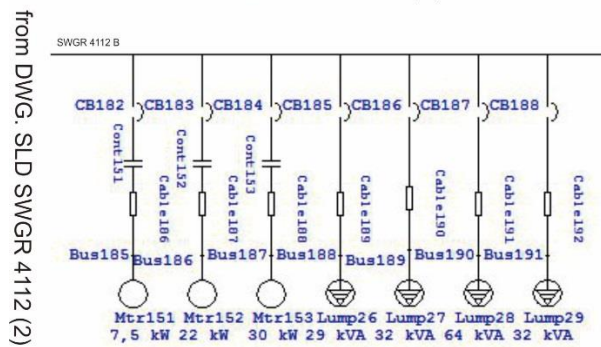 from DWG. SLD SWGR 4112 (2)
SWGR 4112 B
CB182 CB183 CB184 CB185 CB186 CB187 CB188
Cont151 Cont152 Cont153
Cable186 Cable187 Cable188 Cable189 Cable190 Cable191 Cable192
Bus185 Bus186 Bus187 Bus188 Bus189 Bus190 Bus191
Mtr151 Mtr152 Mtr153 Lump26 Lump27 Lump28 Lump29
7,5 kW 22 kW 30 kW 29 kVA 32 kVA 64 kVA 32 kVA